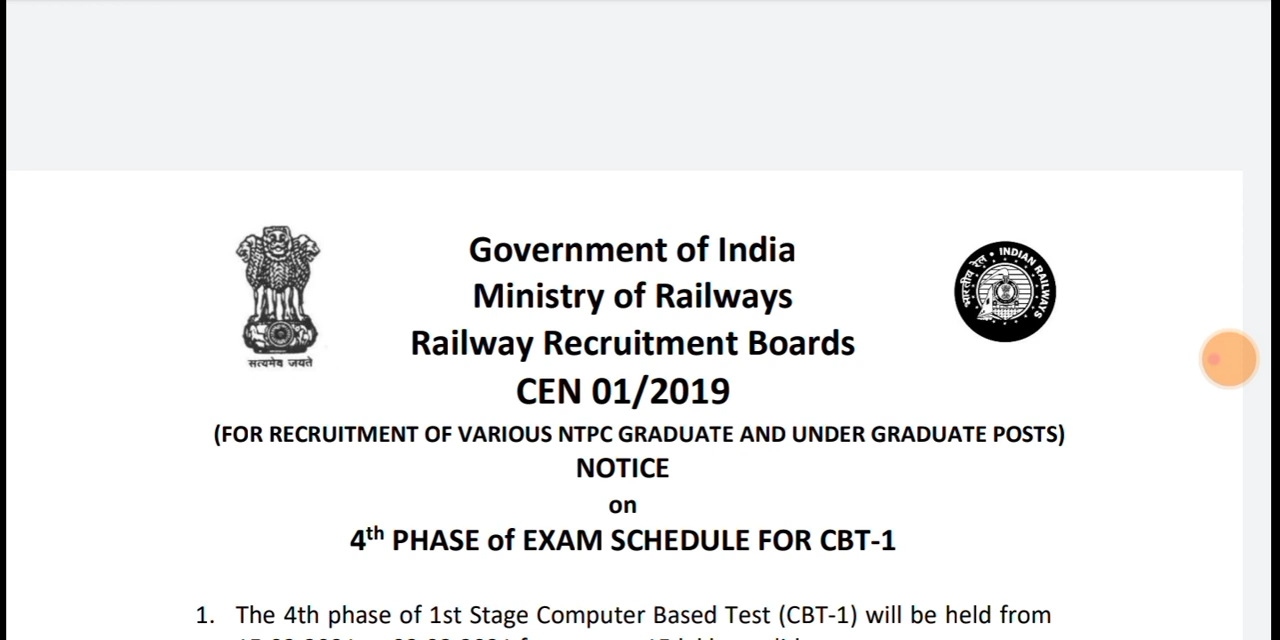 Government of India
Ministry of Railways
Railway Recruitment Boards
CEN 01/2019
(FOR RECRUITMENT OF VARIOUS NTPC GRADUATE AND UNDER GRADUATE POSTS)
NOTICE
on
4th PHASE of EXAM SCHEDULE FOR CBT-1
सत्यमेव जयते
भारतीय रेल • INDIAN RAILWAYS
1. The 4th phase of 1st Stage Computer Based Test (CBT-1) will be held from